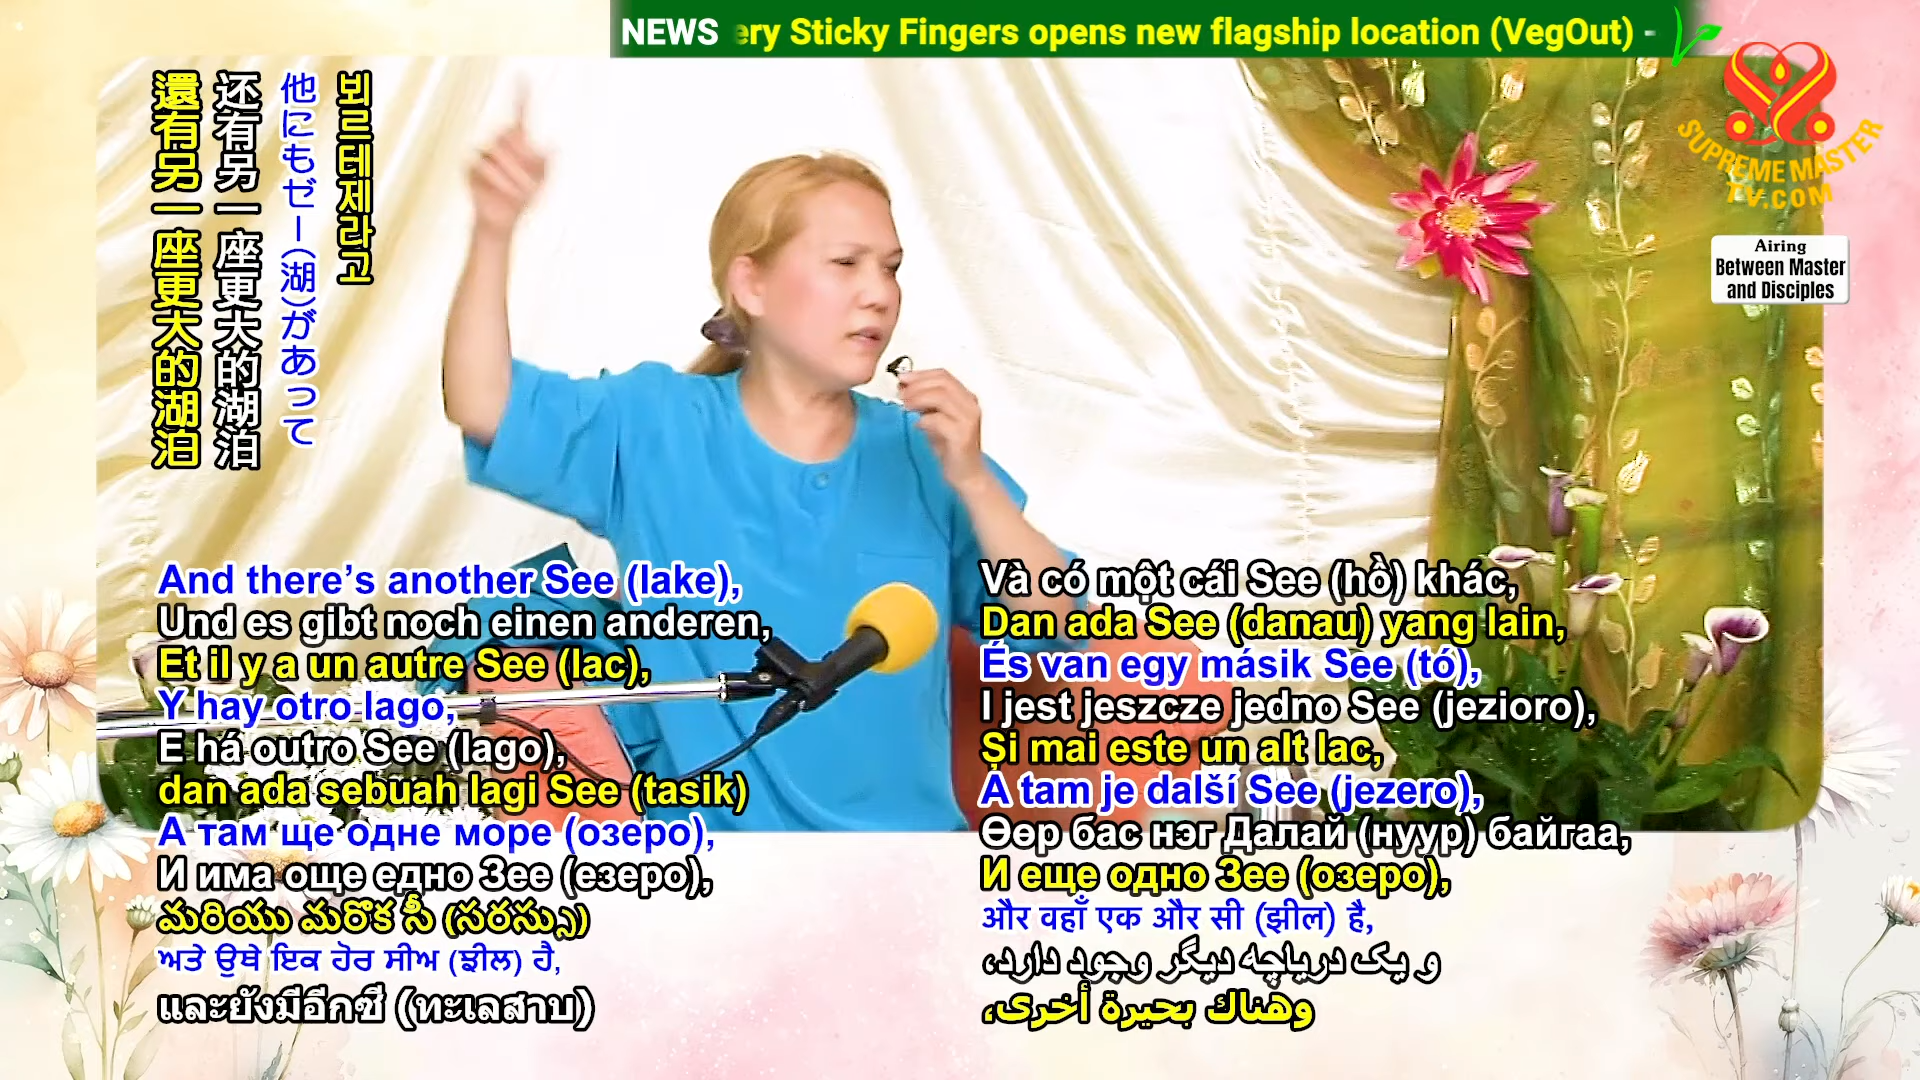 NEWS ery Sticky Fingers opens new flagship location (VegOut) -
SUPREME MASTER
TV.COM
Airing
Between Master
and Disciples
뵈르테제라고
他にもゼー(湖)があって
还有另一座更大的湖泊
還有另一座更大的湖泊
And there’s another See (lake),
Und es gibt noch einen anderen,
Et il y a un autre See (lac),
Y hay otro lago,
E há outro See (lago),
dan ada sebuah lagi See (tasik)
А там ще одне море (озеро),
И има още едно Зее (езеро),
మరియు మరొక సీ (సరస్సు)
ਅਤੇ ਉਥੇ ਇਕ ਹੋਰ ਸੀਅ (ਝੀਲ) ਹੈ,
และยังมีอีกซี (ทะเลสาบ)
Và có một cái See (hồ) khác,
Dan ada See (danau) yang lain,
És van egy másik See (tó),
I jest jeszcze jedno See (jezioro),
Și mai este un alt lac,
A tam je další See (jezero),
Өөр бас нэг Далай (нуур) байгаа,
И еще одно Зее (озеро),
और वहाँ एक और सी (झील) है,
و یک دریاچه دیگر وجود دارد،
وهناك بحيرة أخرى،